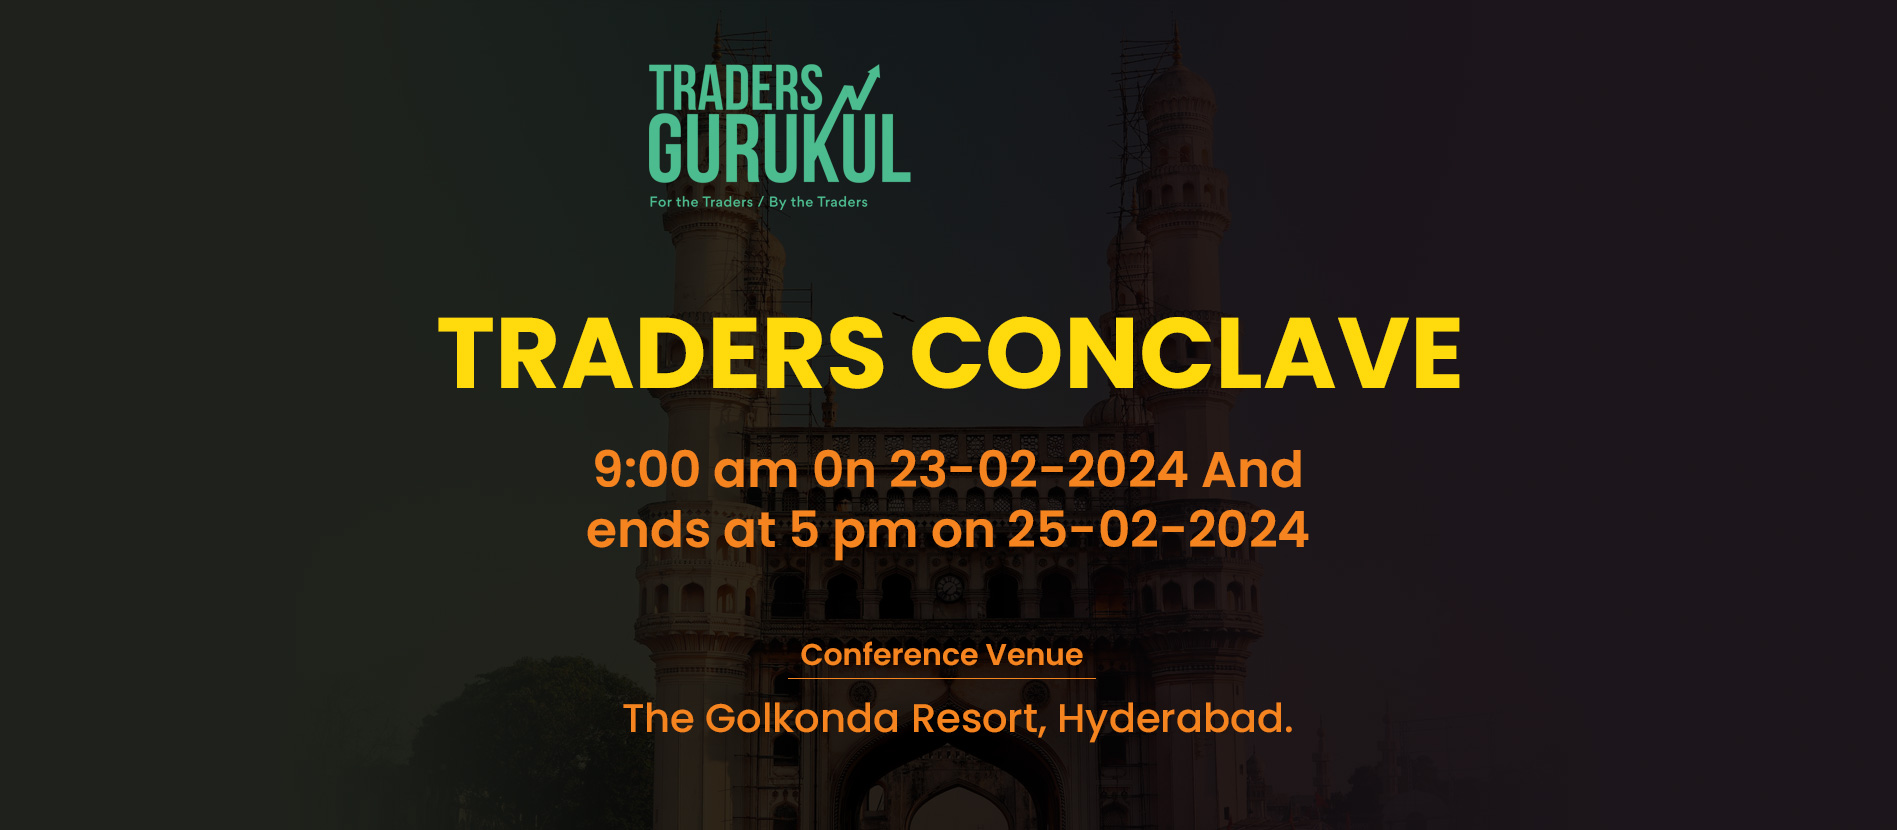 TRADERS
GURUKUL
For the Traders / By the Traders
TRADERS CONCLAVE
9:00 am 0n 23-02-2024 And
ends at 5 pm on 25-02-2024
Conference Venue
The Golkonda Resort, Hyderabad.